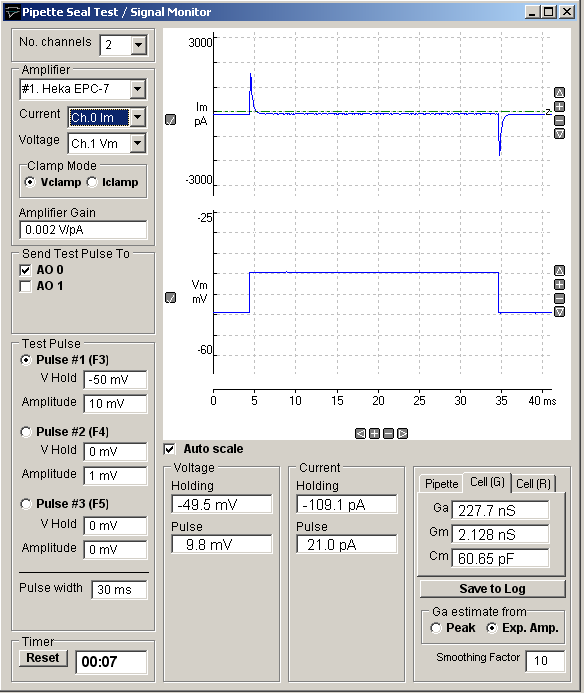 Pipette Seal Test / Signal Monitor
No. channels 2
Amplifier
#1. Heka EPC-7
Current Ch.0 Im
Voltage Ch.1 Vm
Clamp Mode
Vclamp Iclamp
Amplifier Gain
0.002 V/pA
Send Test Pulse To
AO 0
AO 1
Test Pulse
Pulse #1 (F3)
V Hold -50 mV
Amplitude 10 mV
Pulse #2 (F4)
V Hold 0 mV
Amplitude 1 mV
Pulse #3 (F5)
V Hold 0 mV
Amplitude 0 mV
Pulse width 30 ms
Timer
Reset 00:07
3000
Im
pA
z
-3000
-25
Vm
mV
-60
0 5 10 15 20 25 30 35 40 ms
Auto scale
Voltage
Holding
-49.5 mV
Pulse
9.8 mV
Current
Holding
-109.1 pA
Pulse
21.0 pA
Pipette Cell (G) Cell (R)
Ga 227.7 nS
Gm 2.128 nS
Cm 60.65 pF
Save to Log
Ga estimate from
Peak Exp. Amp.
Smoothing Factor 10